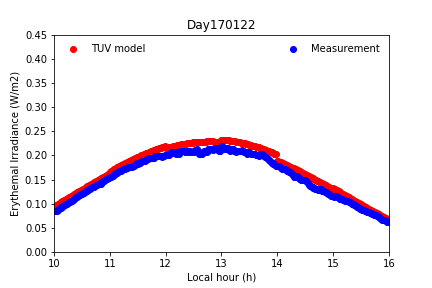 Day170122
TUV model
Measurement
Erythemal Irradiance (W/m2)
0.45
0.40
0.35
0.30
0.25
0.20
0.15
0.10
0.05
0.00
10 11 12 13 14 15 16
Local hour (h)